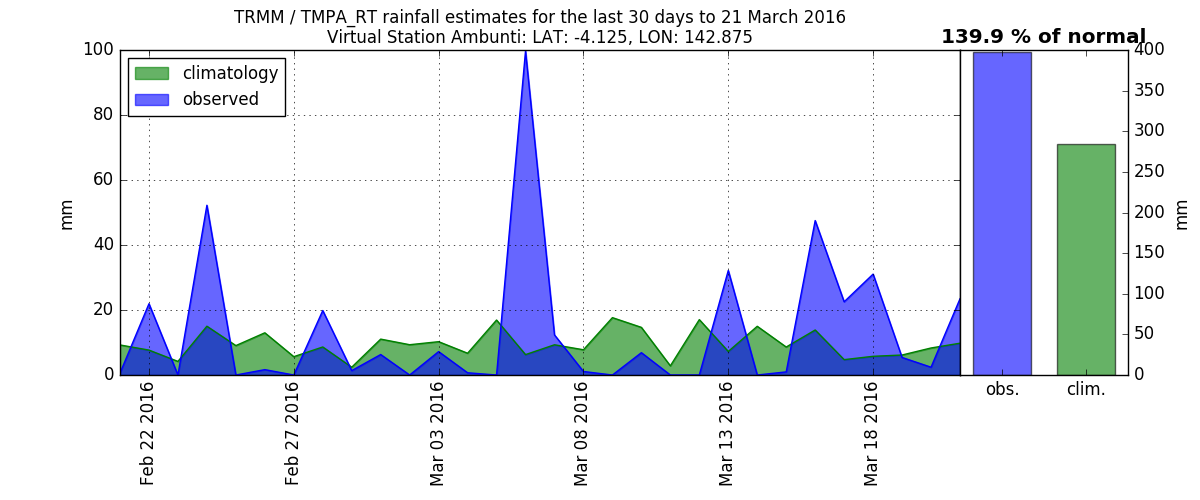 TRMM / TMPA_RT rainfall estimates for the last 30 days to 21 March 2016
Virtual Station Ambunti: LAT: -4.125, LON: 142.875
139.9 % of normal
climatology
observed
100
80
60
40
20
0
mm
Feb 22 2016
Feb 27 2016
Mar 03 2016
Mar 08 2016
Mar 13 2016
Mar 18 2016
obs.
clim.
400
350
300
250
200
150
100
50
0
mm